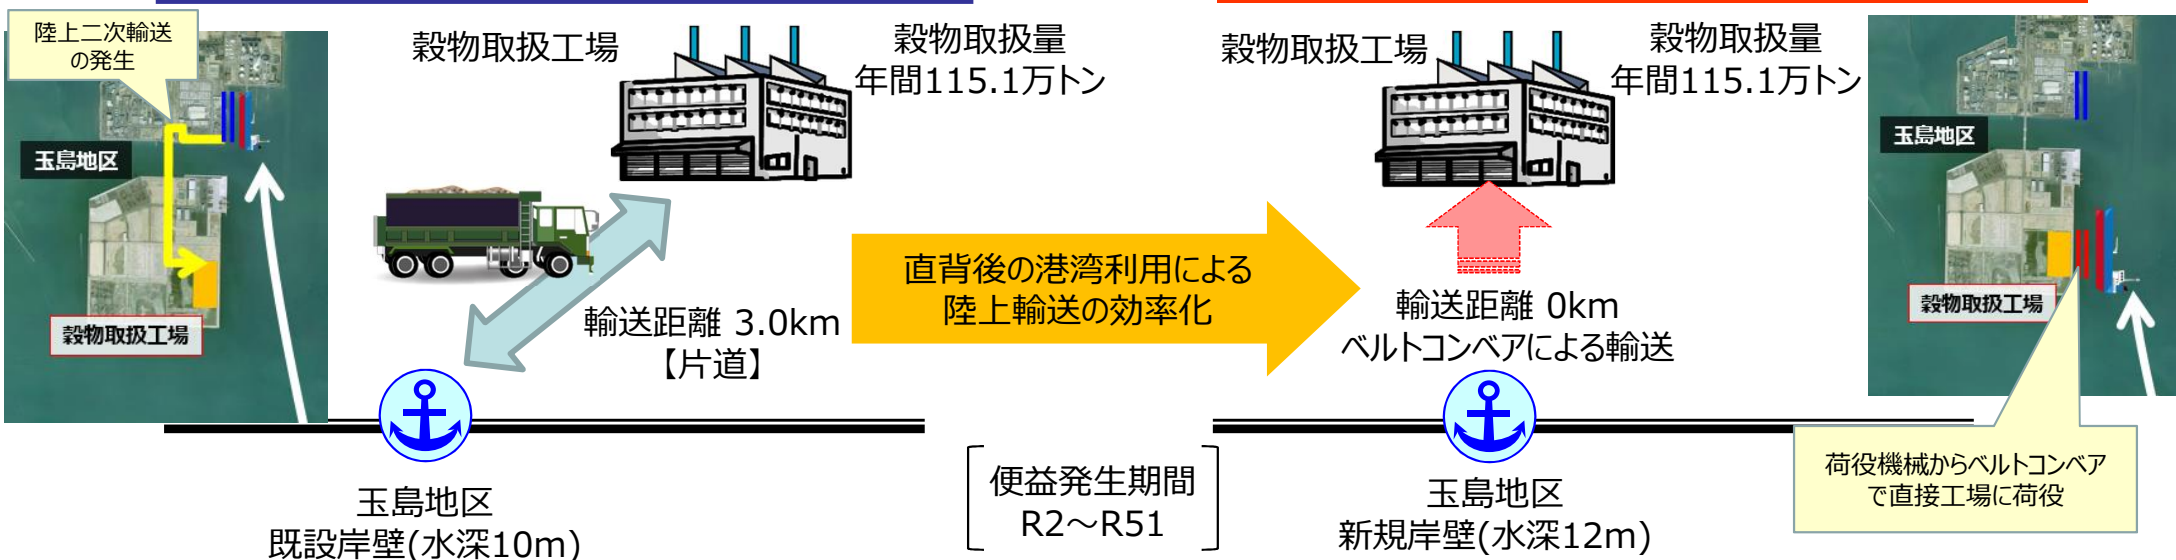 陸上二次輸送
の発生
玉島地区
穀物取扱工場
穀物取扱工場
穀物取扱量
年間115.1万トン
輸送距離 3.0km
【片道】
玉島地区
既設岸壁(水深10m)
直背後の港湾利用による
陸上輸送の効率化
便益発生期間
R2～R51
穀物取扱工場
穀物取扱量
年間115.1万トン
輸送距離 0km
ベルトコンベアによる輸送
玉島地区
新規岸壁(水深12m)
玉島地区
穀物取扱工場
荷役機械からベルトコンベア
で直接工場に荷役